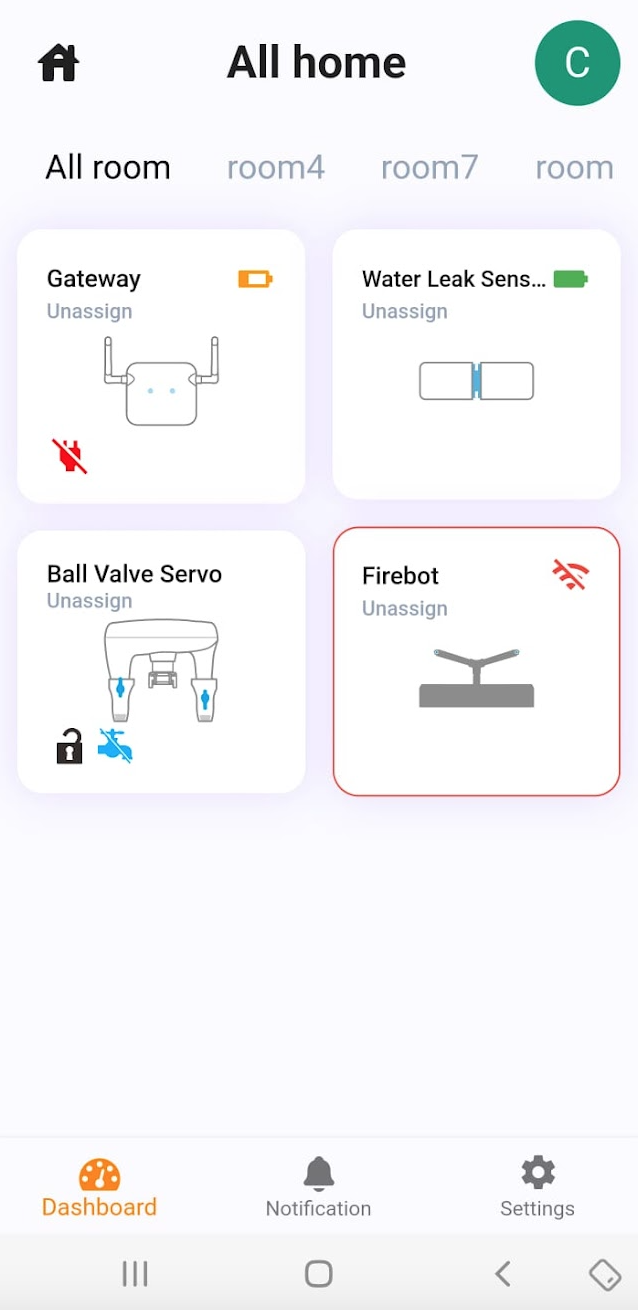 All home
C
All room room4 room7 room
Gateway
Unassign
Water Leak Sens...
Unassign
Ball Valve Servo
Unassign
Firebot
Unassign
Dashboard
Notification
Settings